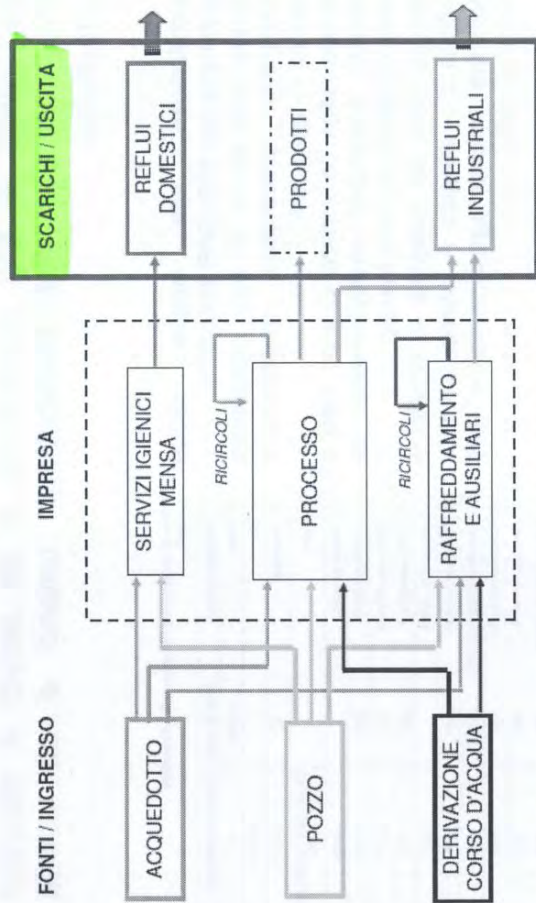 FONTI / INGRESSO
IMPRESA
SCARICHI / USCITA
ACQUEDOTTO
SERVIZI IGIENICI
MENSA
REFLUI
DOMESTICI
POZZO
RICIRCOLI
PROCESSO
PRODOTTI
DERIVAZIONE
CORSO D'ACQUA
RICIRCOLI
RAFFREDDAMENTO
E AUSILIARI
REFLUI
INDUSTRIALI